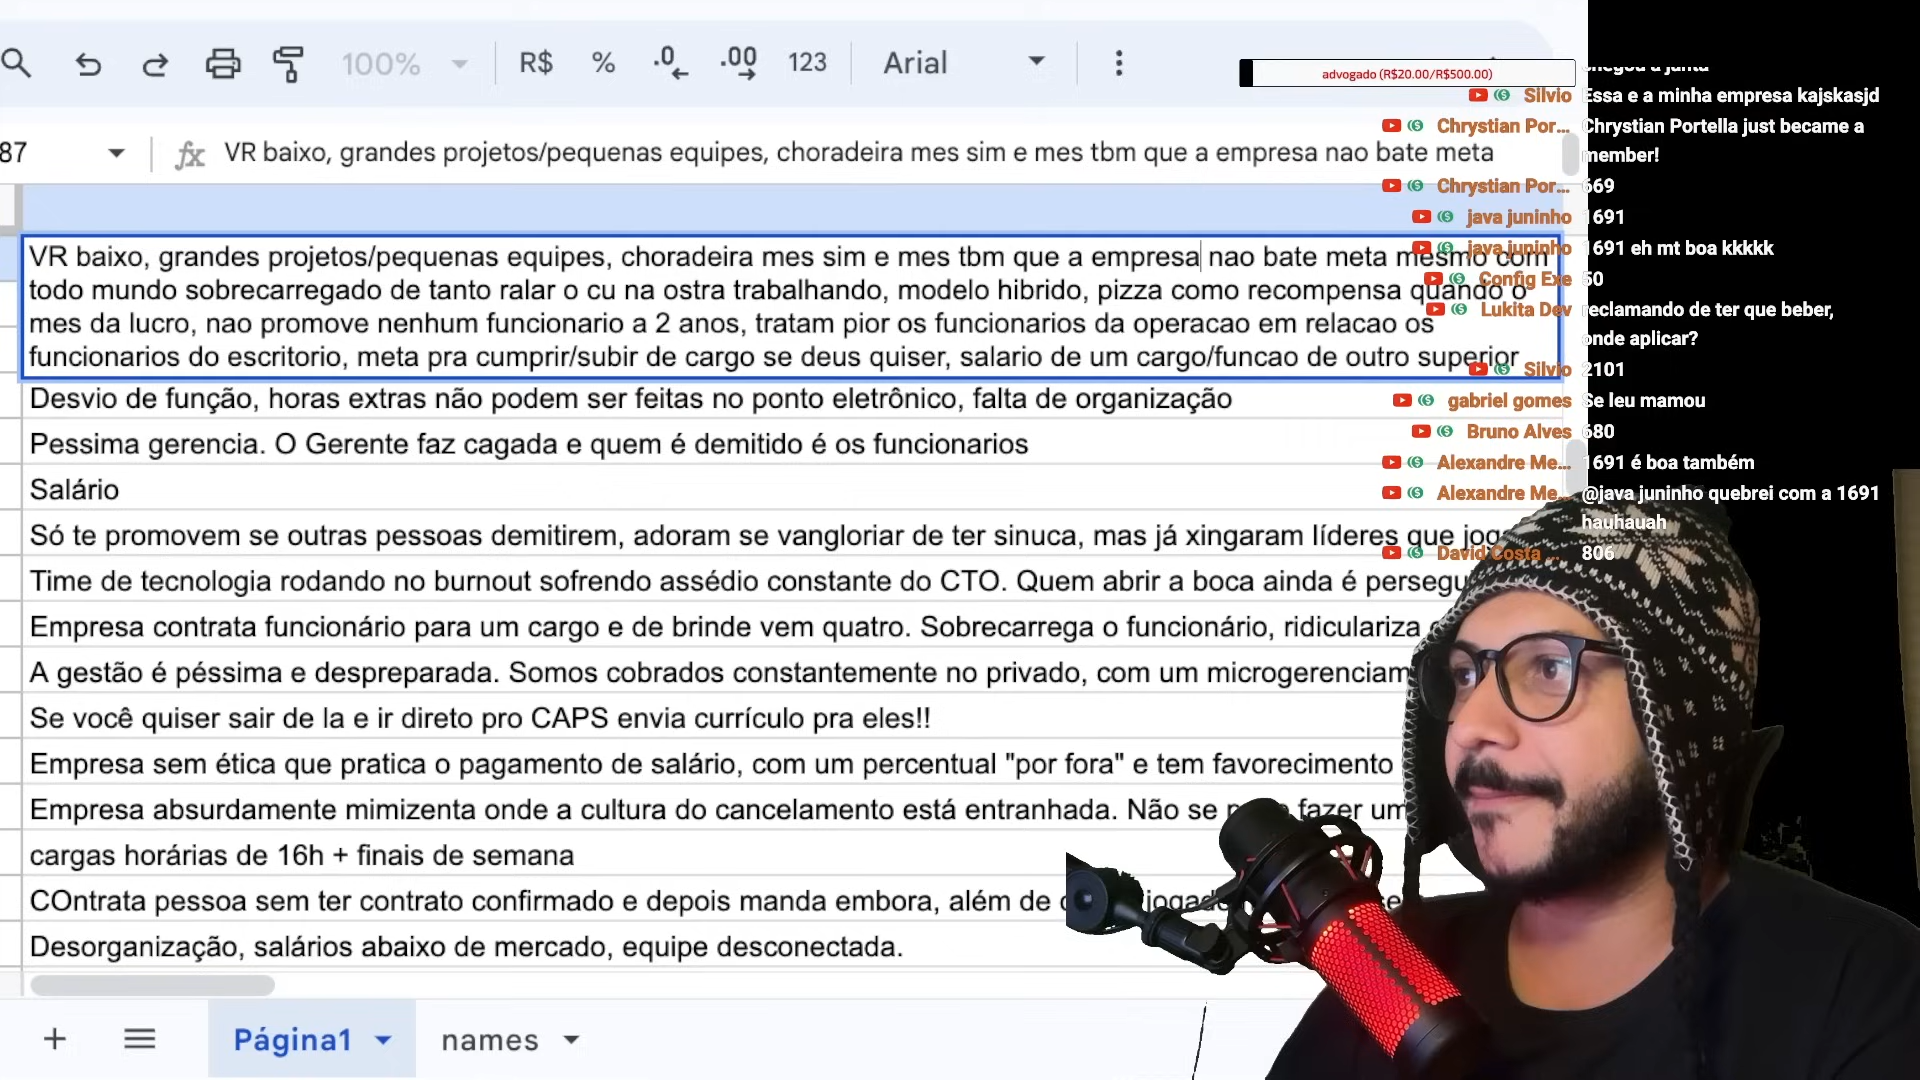 100% R$ % .0 .00 123 Arial
advogado (R$20.00/R$500.00)
87 VR baixo, grandes projetos/pequenas equipes, choradeira mes sim e mes tbm que a empresa nao bate meta
VR baixo, grandes projetos/pequenas equipes, choradeira mes sim e mes tbm que a empresa nao bate meta mesmo com
todo mundo sobrecarregado de tanto ralar o cu na ostra trabalhando, modelo hibrido, pizza como recompensa quando o
mes da lucro, nao promove nenhum funcionario a 2 anos, tratam pior os funcionarios da operacao em relacao os
funcionarios do escritorio, meta pra cumprir/subir de cargo se deus quiser, salario de um cargo/funcao de outro superior
Desvio de função, horas extras não podem ser feitas no ponto eletrônico, falta de organização
Pessima gerencia. O Gerente faz cagada e quem é demitido é os funcionarios
Salário
Só te promovem se outras pessoas demitirem, adoram se vangloriar de ter sinuca, mas já xingaram líderes que
Time de tecnologia rodando no burnout sofrendo assédio constante do CTO. Quem abrir a boca ainda é
Empresa contrata funcionário para um cargo e de brinde vem quatro. Sobrecarrega o funcionário, ridiculariza
A gestão é péssima e despreparada. Somos cobrados constantemente no privado, com um
Se você quiser sair de la e ir direto pro CAPS envia currículo pra eles!!
Empresa sem ética que pratica o pagamento de salário, com um percentual "por fora" e tem favorecimento
Empresa absurdamente mimizenta onde a cultura do cancelamento está entranhada. Não se fazer
cargas horárias de 16h + finais de semana
COntrata pessoa sem ter contrato confirmado e depois manda embora, além de
Desorganização, salários abaixo de mercado, equipe desconectada.
Página1 names
chegou a janta
Silvio Essa e a minha empresa kajskasjd
Chrystian Por... Chrystian Portella just became a
member!
Chrystian Por... 669
java juninho 1691
java juninho 1691 eh mt boa kkkkk
Config Exe 50
Lukita Dev reclamando de ter que beber,
onde aplicar?
Silvio 2101
gabriel gomes Se leu mamou
Bruno Alves 680
Alexandre Me... 1691 é boa também
Alexandre Me... @java juninho quebrei com a 1691
hauhauah
David Costa ... 806